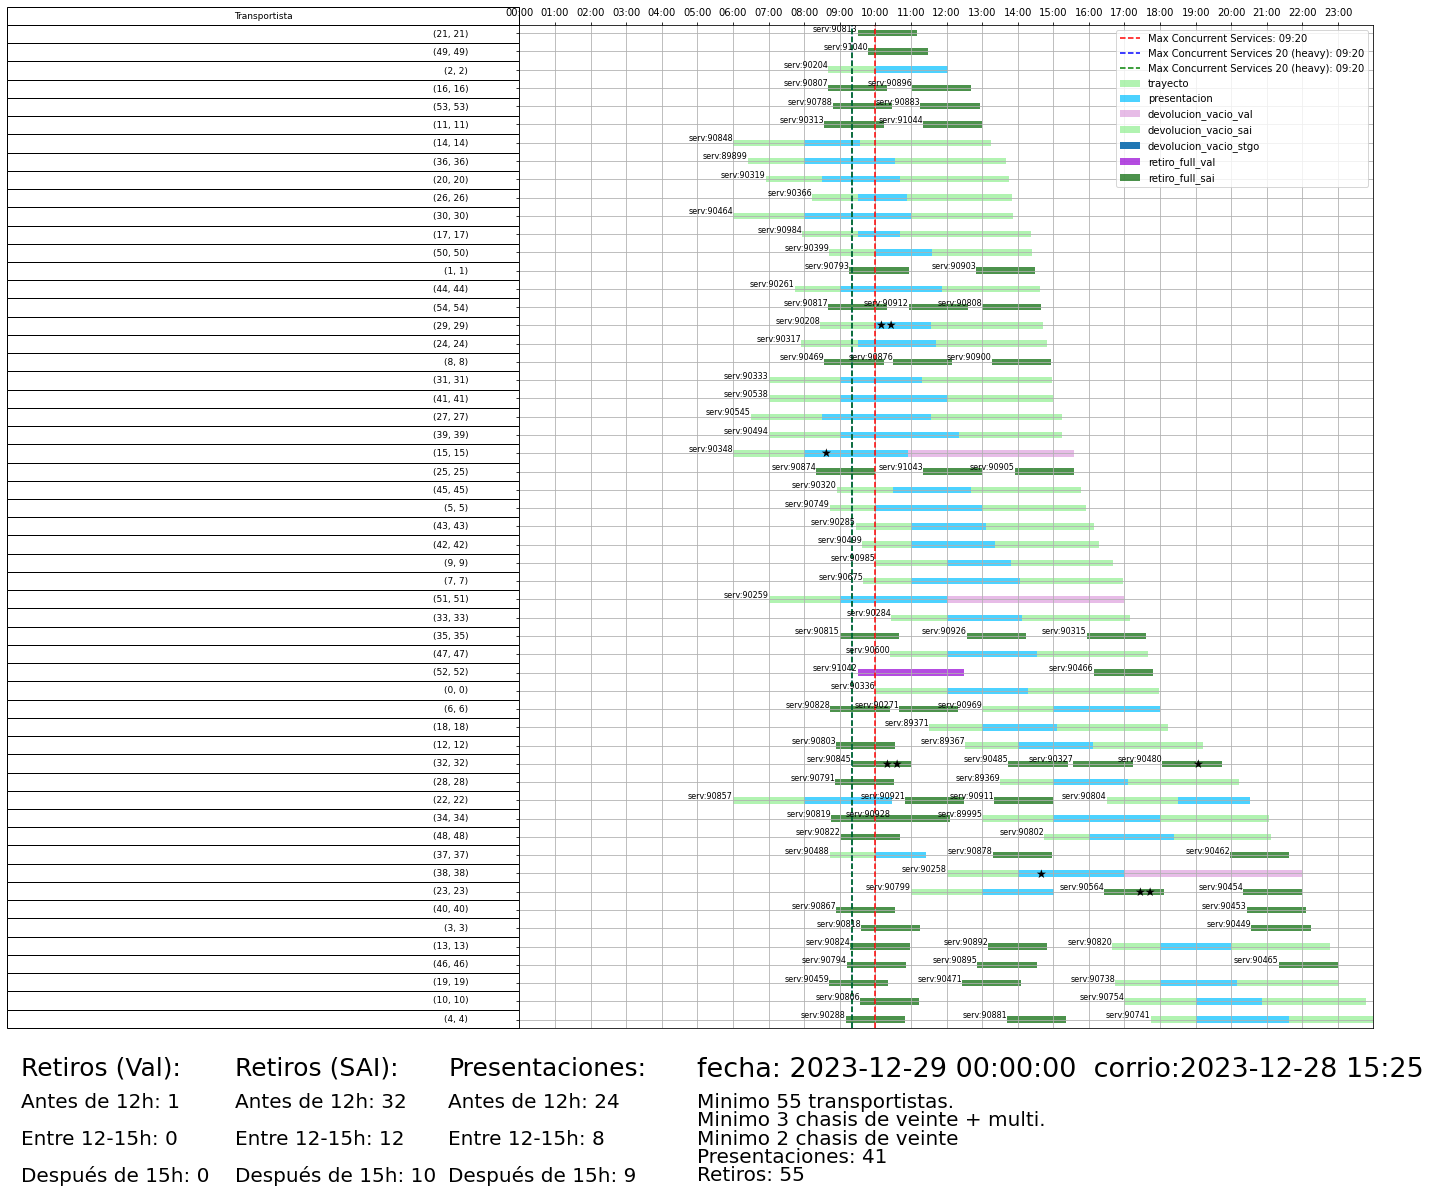 Transportista
00:00 01:00 02:00 03:00 04:00 05:00 06:00 07:00 08:00 09:00 10:00 11:00 12:00 13:00 14:00 15:00 16:00 17:00 18:00 19:00 20:00 21:00 22:00 23:00
Max Concurrent Services: 09:20
Max Concurrent Services 20 (heavy): 09:20
Max Concurrent Services 20 (heavy): 09:20
trayecto
presentacion
devolucion_vacio_val
devolucion_vacio_sai
devolucion_vacio_stgo
retiro_full_val
retiro_full_sai
(21, 21) serv:90813
(49, 49) serv:91040
(2, 2) serv:90204
(16, 16) serv:90807 serv:90896
(53, 53) serv:90788 serv:90883
(11, 11) serv:90313 serv:91044
(14, 14) serv:90848
(36, 36) serv:89899
(20, 20) serv:90319
(26, 26) serv:90366
(30, 30) serv:90464
(17, 17) serv:90984
(50, 50) serv:90399
(1, 1) serv:90793 serv:90903
(44, 44) serv:90261
(54, 54) serv:90817 serv:90912 serv:90808
(29, 29) serv:90208
(24, 24) serv:90317
(8, 8) serv:90469 serv:90876 serv:90900
(31, 31) serv:90333
(41, 41) serv:90538
(27, 27) serv:90545
(39, 39) serv:90494
(15, 15) serv:90348
(25, 25) serv:90874 serv:91043 serv:90905
(45, 45) serv:90320
(5, 5) serv:90749
(43, 43) serv:90285
(42, 42) serv:90499
(9, 9) serv:90985
(7, 7) serv:90675
(51, 51) serv:90259
(33, 33) serv:90284
(35, 35) serv:90815 serv:90926 serv:90315
(47, 47) serv:90600
(52, 52) serv:91042 serv:90466
(0, 0) serv:90336
(6, 6) serv:90828 serv:90271 serv:90969
(18, 18) serv:89371
(12, 12) serv:90803 serv:89367
(32, 32) serv:90845 serv:90485 serv:90327 serv:90480
(28, 28) serv:90791 serv:89369
(22, 22) serv:90857 serv:90921 serv:90911 serv:90804
(34, 34) serv:90819 serv:90928 serv:89995
(48, 48) serv:90822 serv:90802
(37, 37) serv:90488 serv:90878 serv:90462
(38, 38) serv:90258
(23, 23) serv:90799 serv:90564 serv:90454
(40, 40) serv:90867 serv:90453
(3, 3) serv:90818 serv:90449
(13, 13) serv:90824 serv:90892 serv:90820
(46, 46) serv:90794 serv:90895 serv:90465
(19, 19) serv:90459 serv:90471 serv:90738
(10, 10) serv:90806 serv:90754
(4, 4) serv:90288 serv:90881 serv:90741
Retiros (Val):
Antes de 12h: 1
Entre 12-15h: 0
Después de 15h: 0
Retiros (SAI):
Antes de 12h: 32
Entre 12-15h: 12
Después de 15h: 10
Presentaciones:
Antes de 12h: 24
Entre 12-15h: 8
Después de 15h: 9
fecha: 2023-12-29 00:00:00 corrio:2023-12-28 15:25
Minimo 55 transportistas.
Minimo 3 chasis de veinte + multi.
Minimo 2 chasis de veinte
Presentaciones: 41
Retiros: 55